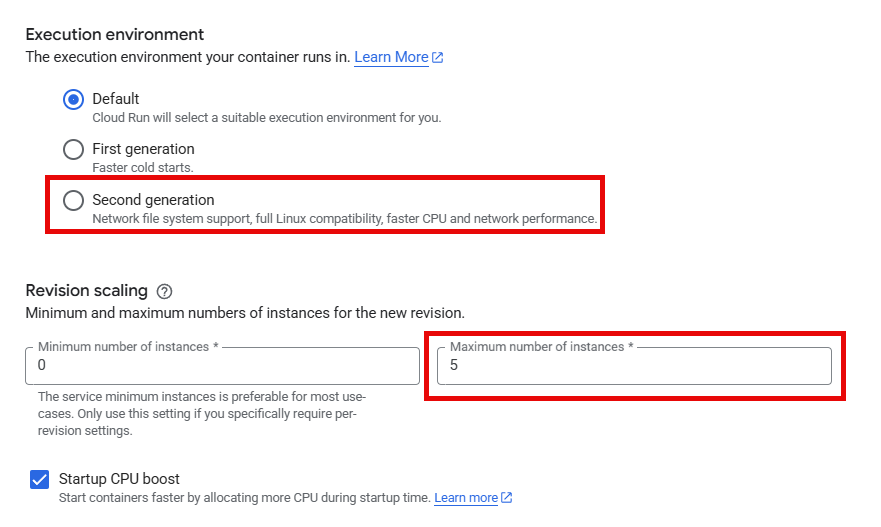 Execution environment
The execution environment your container runs in. Learn More
Default
Cloud Run will select a suitable execution environment for you.
First generation
Faster cold starts.
Second generation
Network file system support, full Linux compatibility, faster CPU and network performance.
Revision scaling
Minimum and maximum numbers of instances for the new revision.
Minimum number of instances *
0
Maximum number of instances *
5
The service minimum instances is preferable for most use-
cases. Only use this setting if you specifically require per-
revision settings.
Startup CPU boost
Start containers faster by allocating more CPU during startup time. Learn more